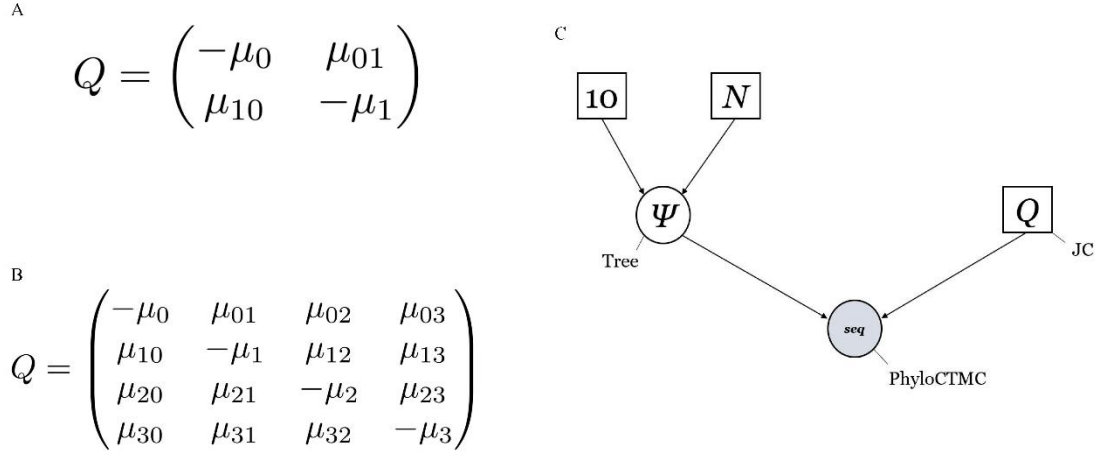 A
Q = ( −μ₀ μ₀₁
μ₁₀ −μ₁ )
B
Q = ( −μ₀ μ₀₁ μ₀₂ μ₀₃
μ₁₀ −μ₁ μ₁₂ μ₁₃
μ₂₀ μ₂₁ −μ₂ μ₂₃
μ₃₀ μ₃₁ μ₃₂ −μ₃ )
C
10 N
Ψ
Tree
Q
JC
seq
PhyloCTMC